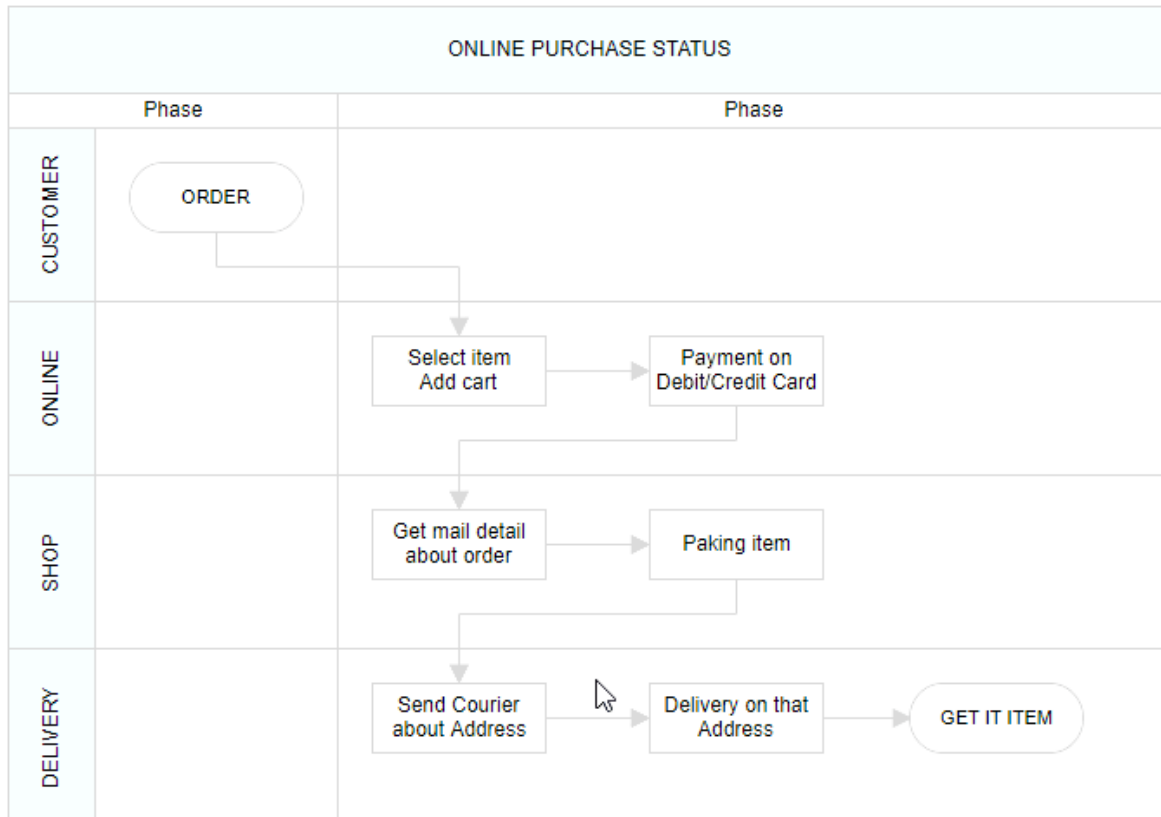 ONLINE PURCHASE STATUS
Phase
Phase
CUSTOMER
ORDER
ONLINE
Select item
Add cart
Payment on
Debit/Credit Card
SHOP
Get mail detail
about order
Paking item
DELIVERY
Send Courier
about Address
Delivery on that
Address
GET IT ITEM